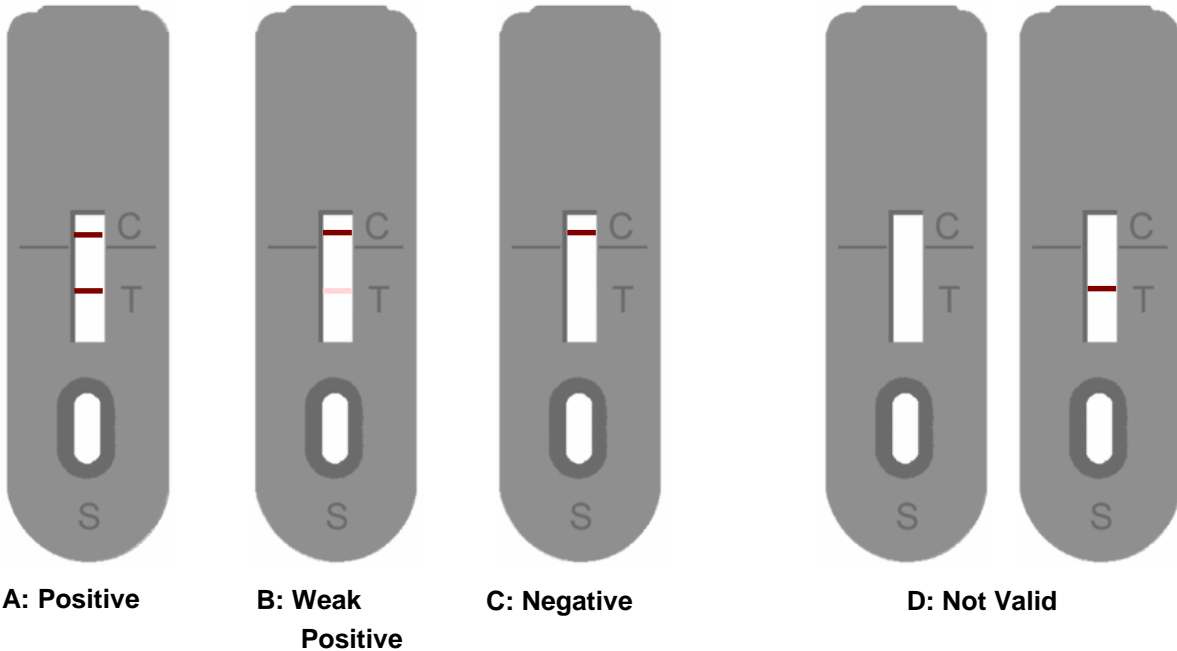 C C C C C
T T T T T
S S S S S
A: Positive B: Weak C: Negative D: Not Valid
Positive